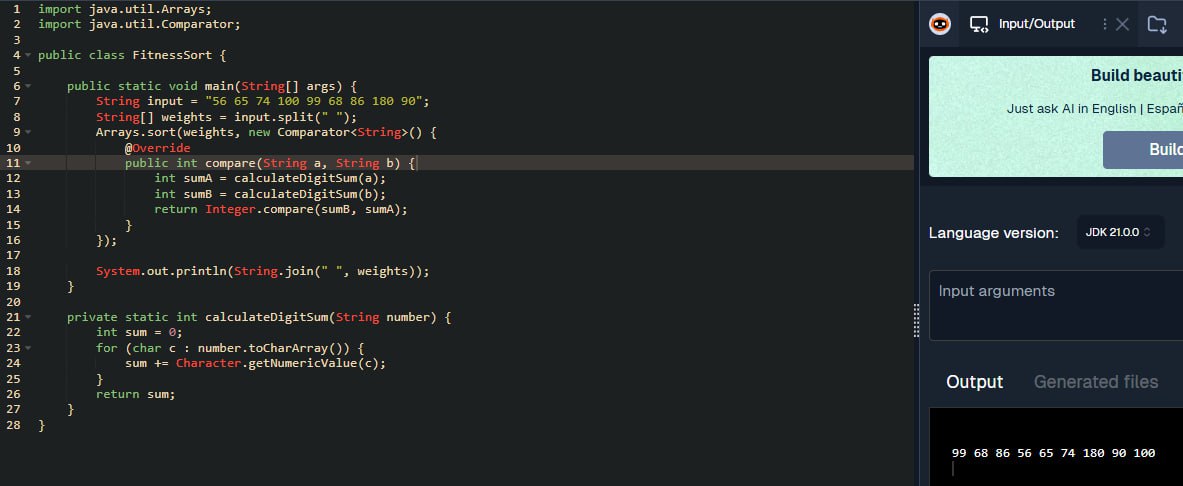 1 import java.util.Arrays;
2 import java.util.Comparator;
3
4 public class FitnessSort {
5
6     public static void main(String[] args) {
7         String input = "56 65 74 100 99 68 86 180 90";
8         String[] weights = input.split(" ");
9         Arrays.sort(weights, new Comparator<String>() {
10             @Override
11             public int compare(String a, String b) {
12                 int sumA = calculateDigitSum(a);
13                 int sumB = calculateDigitSum(b);
14                 return Integer.compare(sumB, sumA);
15             }
16         });
17
18         System.out.println(String.join(" ", weights));
19     }
20
21     private static int calculateDigitSum(String number) {
22         int sum = 0;
23         for (char c : number.toCharArray()) {
24             sum += Character.getNumericValue(c);
25         }
26         return sum;
27     }
28 }
Input/Output
Build beauti
Just ask AI in English | Españ
Build
Language version: JDK 21.0.0
Input arguments
Output Generated files
99 68 86 56 65 74 180 90 100